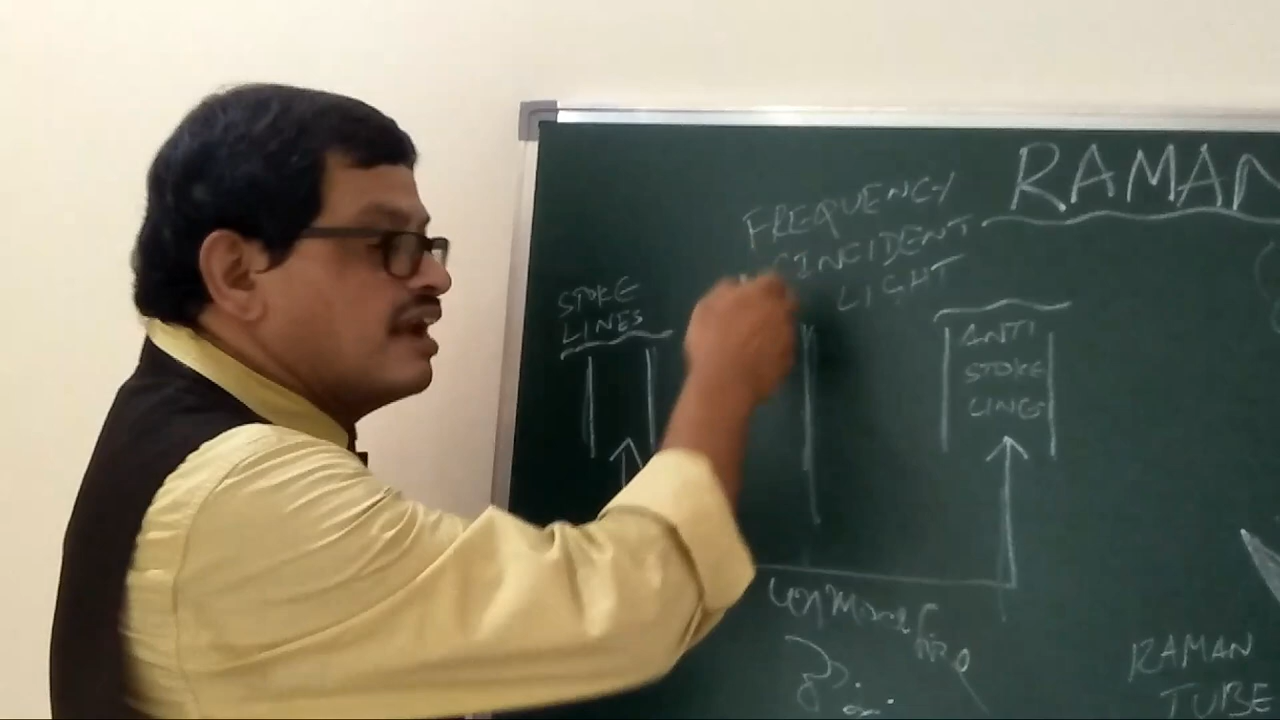 RAMAN
FREQUENCY
INCIDENT
LIGHT
STOKE
LINES
ANTI
STOKE
LINES
RAMAN
TUBE